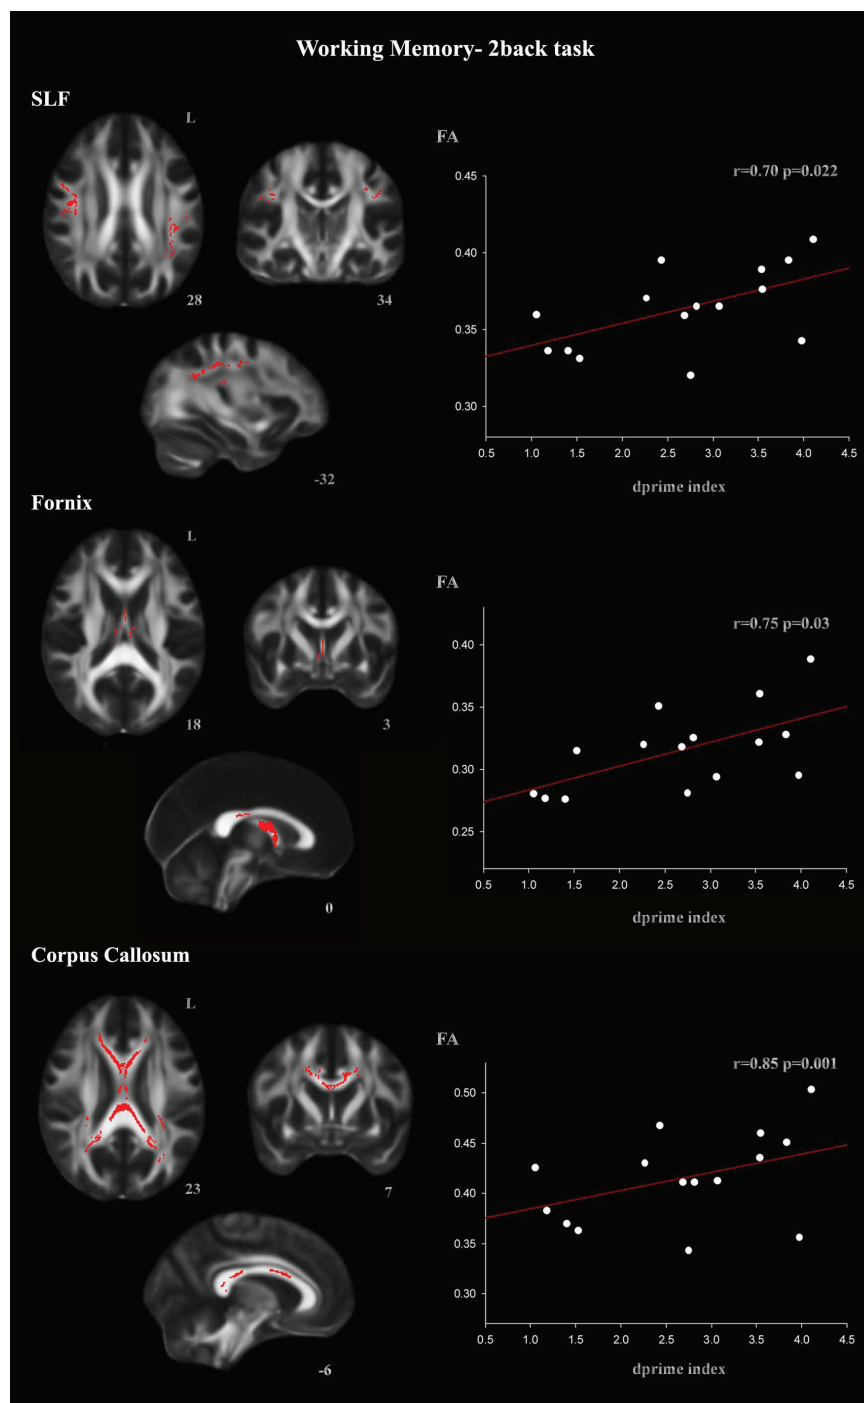 Working Memory- 2back task
SLF
L
28
34
-32
FA
r=0.70 p=0.022
0.45
0.40
0.35
0.30
0.5 1.0 1.5 2.0 2.5 3.0 3.5 4.0 4.5
dprime index
Fornix
L
18
3
0
FA
r=0.75 p=0.03
0.40
0.35
0.30
0.25
0.5 1.0 1.5 2.0 2.5 3.0 3.5 4.0 4.5
dprime index
Corpus Callosum
L
23
7
-6
FA
r=0.85 p=0.001
0.50
0.45
0.40
0.35
0.30
0.5 1.0 1.5 2.0 2.5 3.0 3.5 4.0 4.5
dprime index